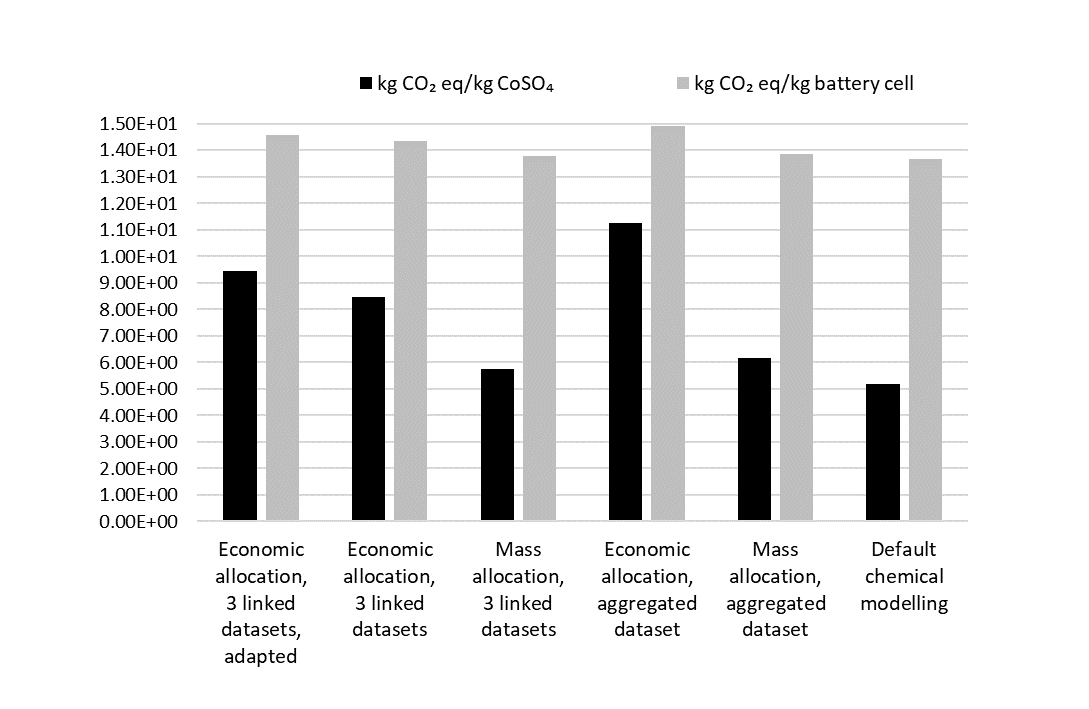 kg CO₂ eq/kg CoSO₄ kg CO₂ eq/kg battery cell
1.50E+01
1.40E+01
1.30E+01
1.20E+01
1.10E+01
1.00E+01
9.00E+00
8.00E+00
7.00E+00
6.00E+00
5.00E+00
4.00E+00
3.00E+00
2.00E+00
1.00E+00
0.00E+00
Economic
allocation,
3 linked
datasets,
adapted
Economic
allocation,
3 linked
datasets
Mass
allocation,
3 linked
datasets
Economic
allocation,
aggregated
dataset
Mass
allocation,
aggregated
dataset
Default
chemical
modelling